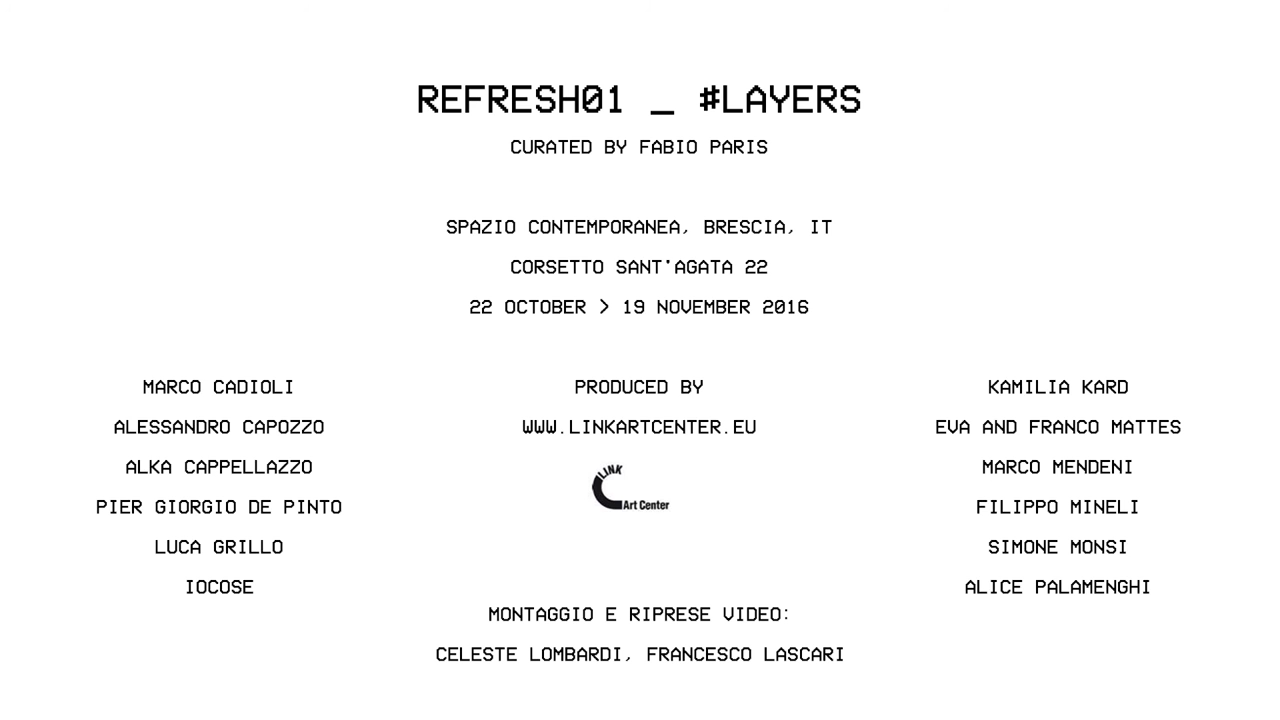 REFRESH01 _ #LAYERS
CURATED BY FABIO PARIS
SPAZIO CONTEMPORANEA, BRESCIA, IT
CORSETTO SANT'AGATA 22
22 OCTOBER > 19 NOVEMBER 2016
MARCO CADIOLI
ALESSANDRO CAPOZZO
ALKA CAPPELLAZZO
PIER GIORGIO DE PINTO
LUCA GRILLO
IOCOSE
PRODUCED BY
WWW.LINKARTCENTER.EU
LINK
Art Center
KAMILIA KARD
EVA AND FRANCO MATTES
MARCO MENDENI
FILIPPO MINELI
SIMONE MONSI
ALICE PALAMENGHI
MONTAGGIO E RIPRESE VIDEO:
CELESTE LOMBARDI, FRANCESCO LASCARI